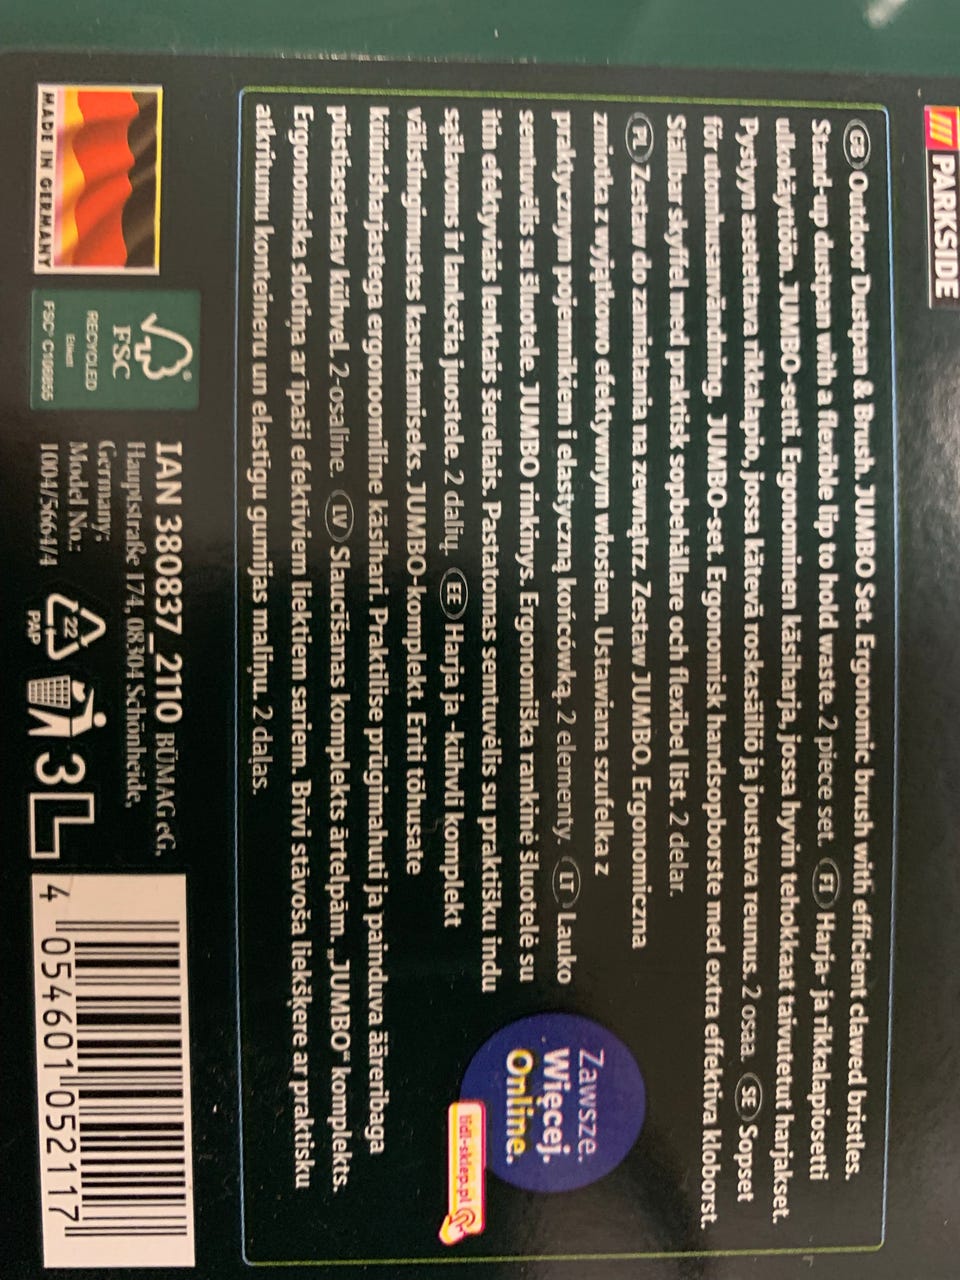 PARKSIDE
GB Outdoor Dustpan & Brush, JUMBO Set. Ergonomic brush with efficient clawed bristles.
Stand-up dustpan with a flexible lip to hold waste. 2 piece set. FI Harja- ja rikkalapiosetti
ulkokäyttöön. JUMBO-setti. Ergonominen käsiharja, jossa hyvin tehokkaat taivutetut harjakset.
Pystyyn asetettava rikkalapio, jossa kätevä roskasäiliö ja joustava reunus. 2 osaa. SE Sopset
för utomhusanvändning. JUMBO-set. Ergonomisk handsopborste med extra effektiva kloborst.
Ställbar skyffel med praktisk sopbehållare och flexibel list. 2 delar.
PL Zestaw do zamiatania na zewnątrz. Zestaw JUMBO. Ergonomiczna
zmiotka z wyjątkowo efektywnym włosiem. Ustawiana szufelka z
praktycznym pojemnikiem i elastyczną końcówką. 2 elementy. LT Lauko
semtuvėlis su šluotele. JUMBO rinkinys. Ergonomiška rankinė šluotelė su
itin efektyviais lenktais šereliais. Pastatomas semtuvėlis su praktišku indu
sąšlavoms ir lanksčia juostele. 2 dalių. EE Harja ja -kühvli komplekt
välistingimustes kasutamiseks. JUMBO-komplekt. Eriti tõhusate
küünisharjastega ergonoomiline käsihari. Praktilise prügimahuti ja painduva ääreribaga
püstiasetatav kühvel. 2-osaline. LV Slaucīšanas komplekts ārtelpām, „JUMBO“ komplekts.
Ergonomiska slotiņa ar īpaši efektīviem liektiem sariem. Brīvi stāvoša liekšķere ar praktisku
atkritumu konteineru un elastīgu gumijas maliņu. 2 daļas.
Zawsze.
Więcej.
Online.
lidl-sklep.pl
MADE IN GERMANY
FSC
RECYCLED
Etikett
FSC® C108855
IAN 380837_2110 BÜMAG eG,
Hauptstraße 174, 08304 Schönheide,
Germany;
Model No.:
1004/5664/4
22
PAP
3L
4 054601 052117